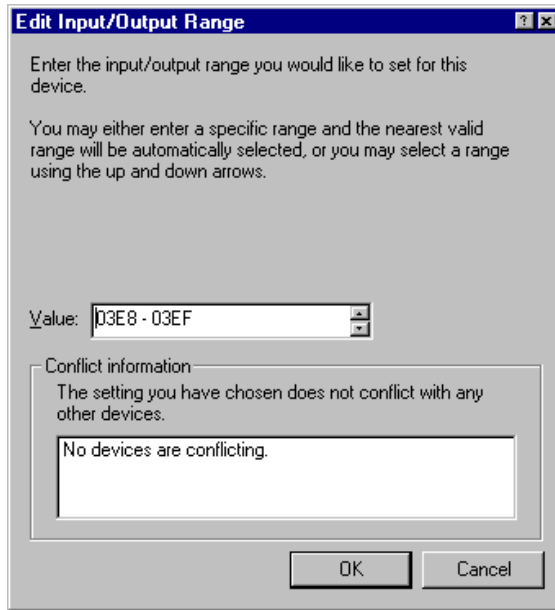 Edit Input/Output Range
Enter the input/output range you would like to set for this
device.
You may either enter a specific range and the nearest valid
range will be automatically selected, or you may select a range
using the up and down arrows.
Value: 03E8 - 03EF
Conflict information
The setting you have chosen does not conflict with any
other devices.
No devices are conflicting.
OK Cancel